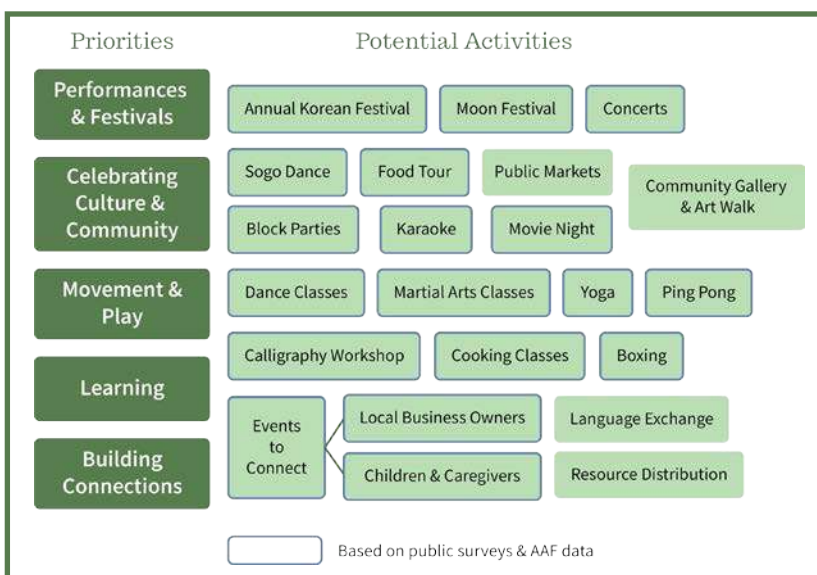 Priorities
Potential Activities
Performances
& Festivals
Annual Korean Festival
Moon Festival
Concerts
Celebrating
Culture &
Community
Sogo Dance
Food Tour
Public Markets
Community Gallery
& Art Walk
Block Parties
Karaoke
Movie Night
Movement &
Play
Dance Classes
Martial Arts Classes
Yoga
Ping Pong
Learning
Calligraphy Workshop
Cooking Classes
Boxing
Building
Connections
Events
to
Connect
Local Business Owners
Language Exchange
Children & Caregivers
Resource Distribution
Based on public surveys & AAF data